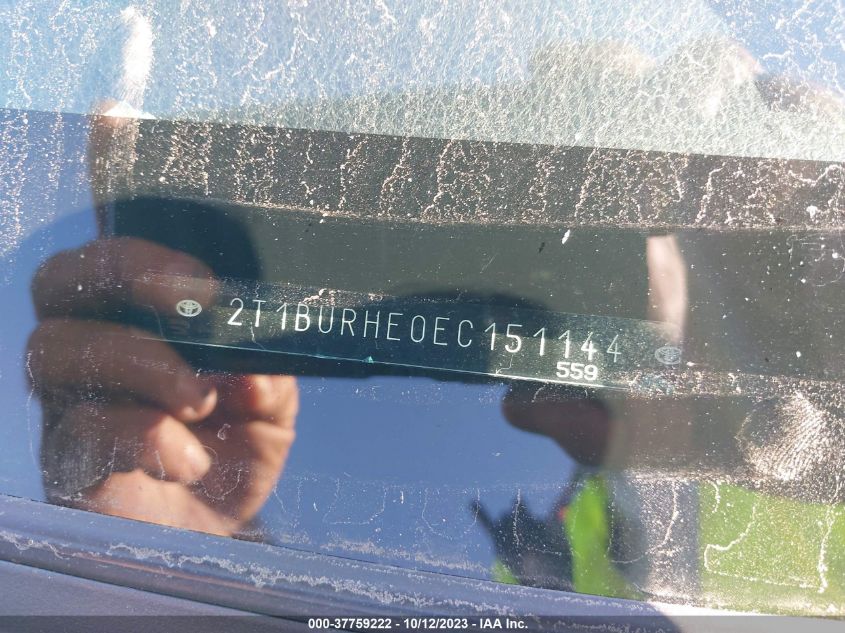 2T1BURHE0EC151144
559
000-37759222 - 10/12/2023 - IAA Inc.